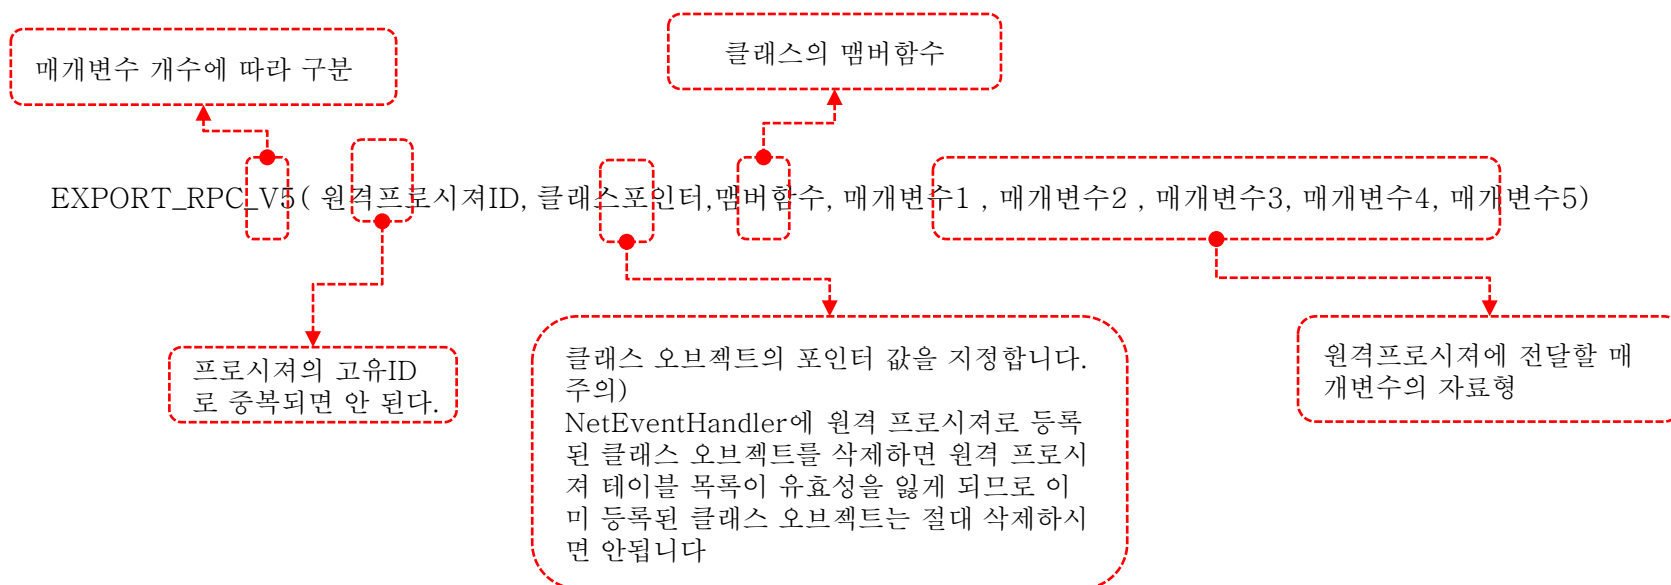 매개변수 개수에 따라 구분
클래스의 맴버함수
EXPORT_RPC_V5( 원격프로시져ID, 클래스포인터,맴버함수, 매개변수1 , 매개변수2 , 매개변수3, 매개변수4, 매개변수5)
프로시져의 고유ID
로 중복되면 안 된다.
클래스 오브젝트의 포인터 값을 지정합니다.
주의)
NetEventHandler에 원격 프로시져로 등록
된 클래스 오브젝트를 삭제하면 원격 프로시
져 테이블 목록이 유효성을 잃게 되므로 이
미 등록된 클래스 오브젝트는 절대 삭제하시
면 안됩니다
원격프로시져에 전달할 매
개변수의 자료형